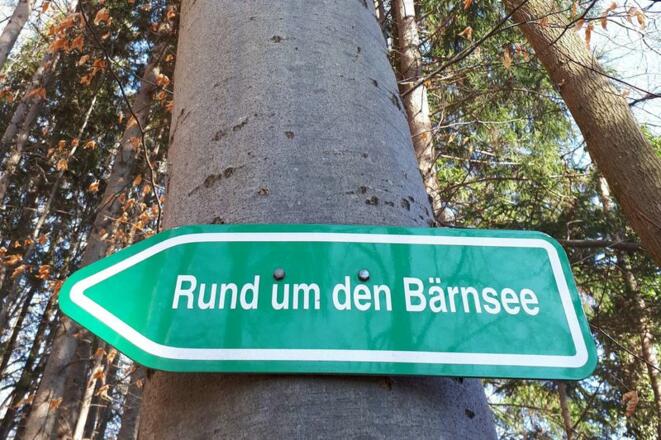 Rund um den Bärnsee